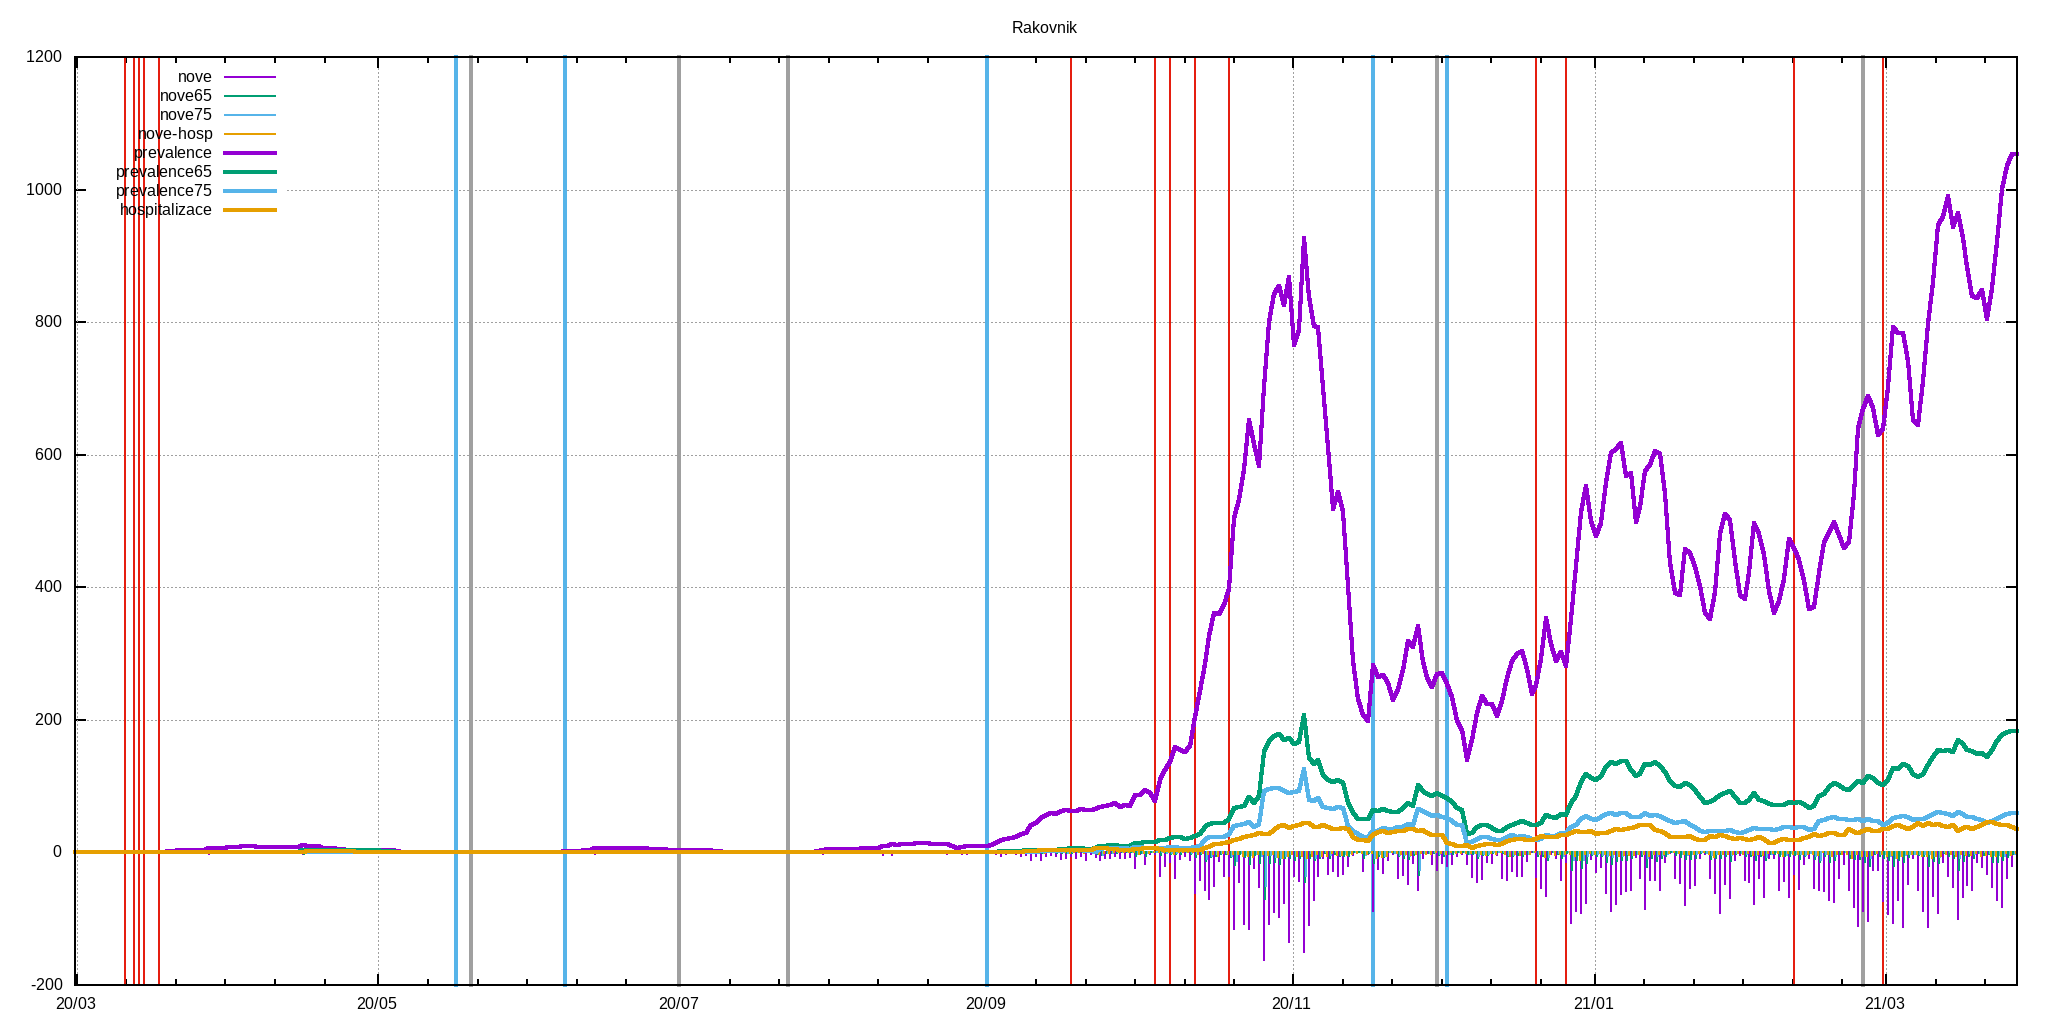 Rakovnik
1200
1000
800
600
400
200
0
-200
nove
nove65
nove75
nove-hosp
prevalence
prevalence65
prevalence75
hospitalizace
20/03 20/05 20/07 20/09 20/11 21/01 21/03